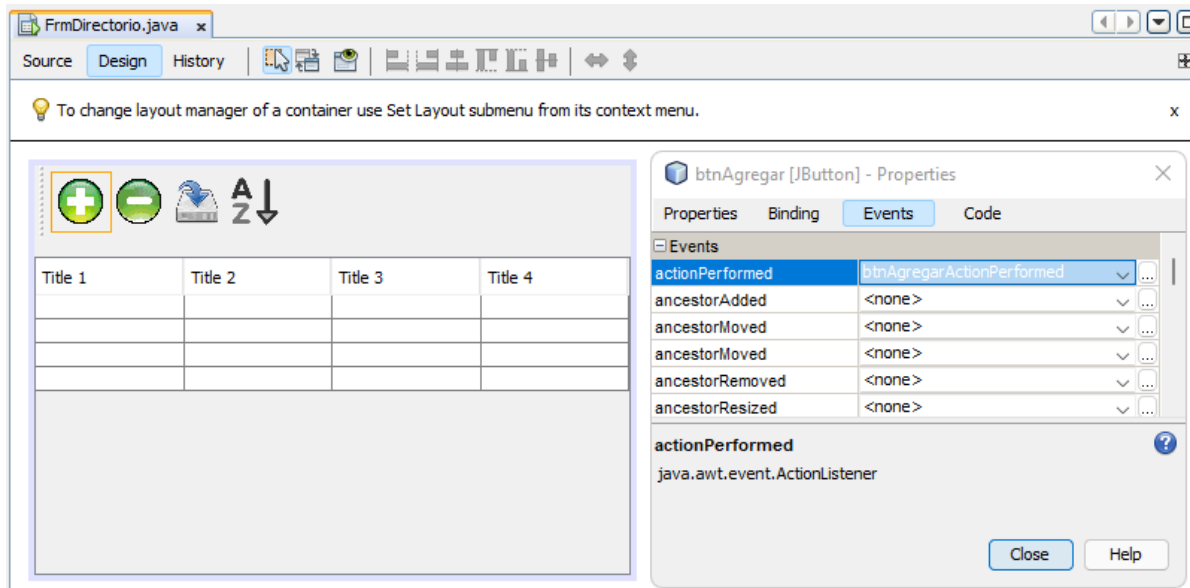 FrmDirectorio.java x
Source Design History
To change layout manager of a container use Set Layout submenu from its context menu. x
A
Z
Title 1 Title 2 Title 3 Title 4
btnAgregar [JButton] - Properties
Properties Binding Events Code
Events
actionPerformed btnAgregarActionPerformed ...
ancestorAdded <none> ...
ancestorMoved <none> ...
ancestorMoved <none> ...
ancestorRemoved <none> ...
ancestorResized <none> ...
actionPerformed ?
java.awt.event.ActionListener
Close Help